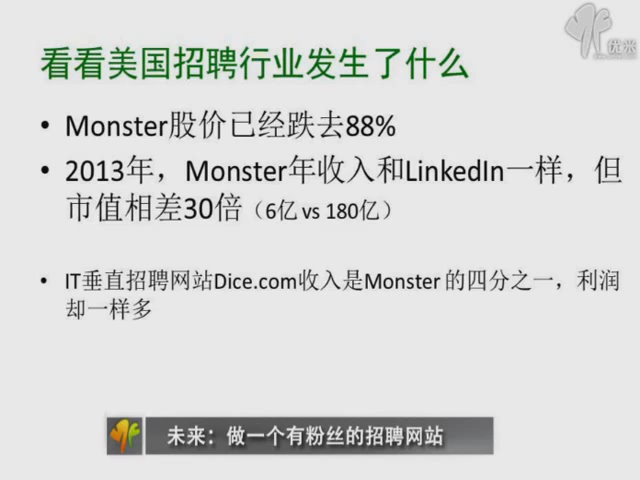 优米
看看美国招聘行业发生了什么
• Monster股价已经跌去88%
• 2013年，Monster年收入和LinkedIn一样，但
市值相差30倍（6亿 vs 180亿）
• IT垂直招聘网站Dice.com收入是Monster 的四分之一，利润
却一样多
未来：做一个有粉丝的招聘网站